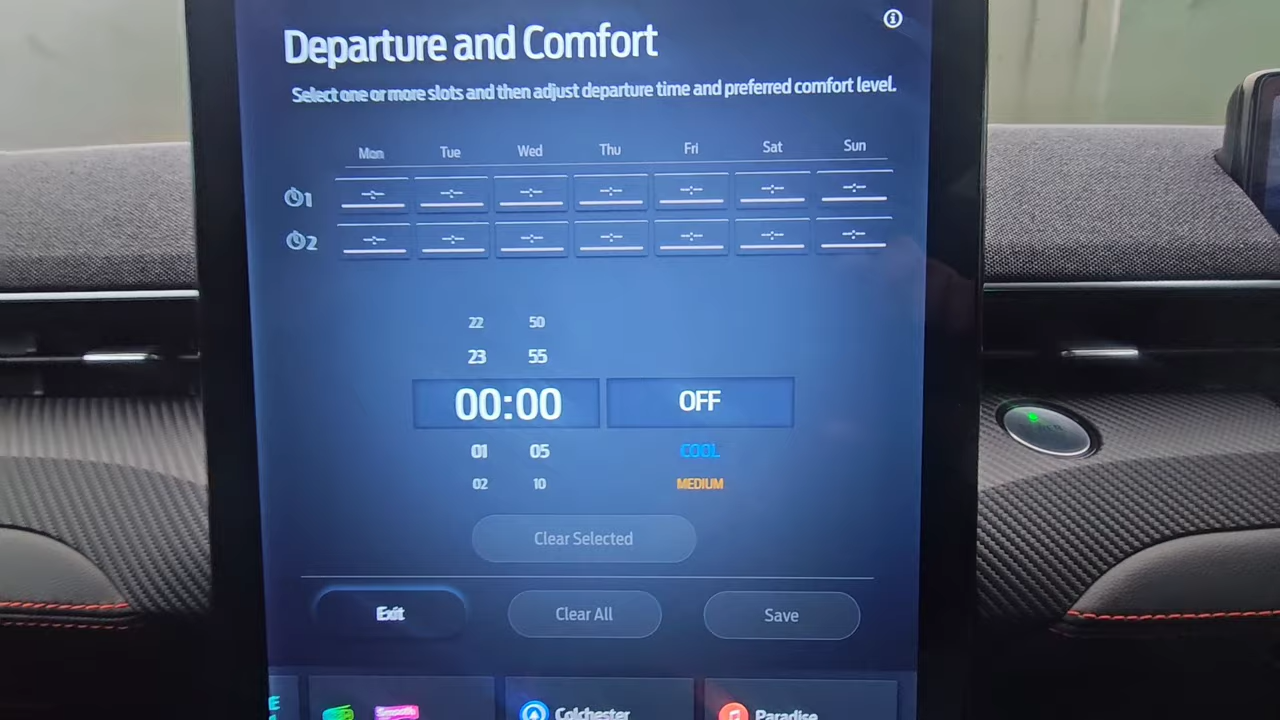 Departure and Comfort
Select one or more slots and then adjust departure time and preferred comfort level.
Mon Tue Wed Thu Fri Sat Sun
1 --:-- --:-- --:-- --:-- --:-- --:-- --:--
2 --:-- --:-- --:-- --:-- --:-- --:-- --:--
22 50
23 55
00:00 OFF
01 05 COOL
02 10 MEDIUM
Clear Selected
Exit Clear All Save
Smooth Colchester Paradise